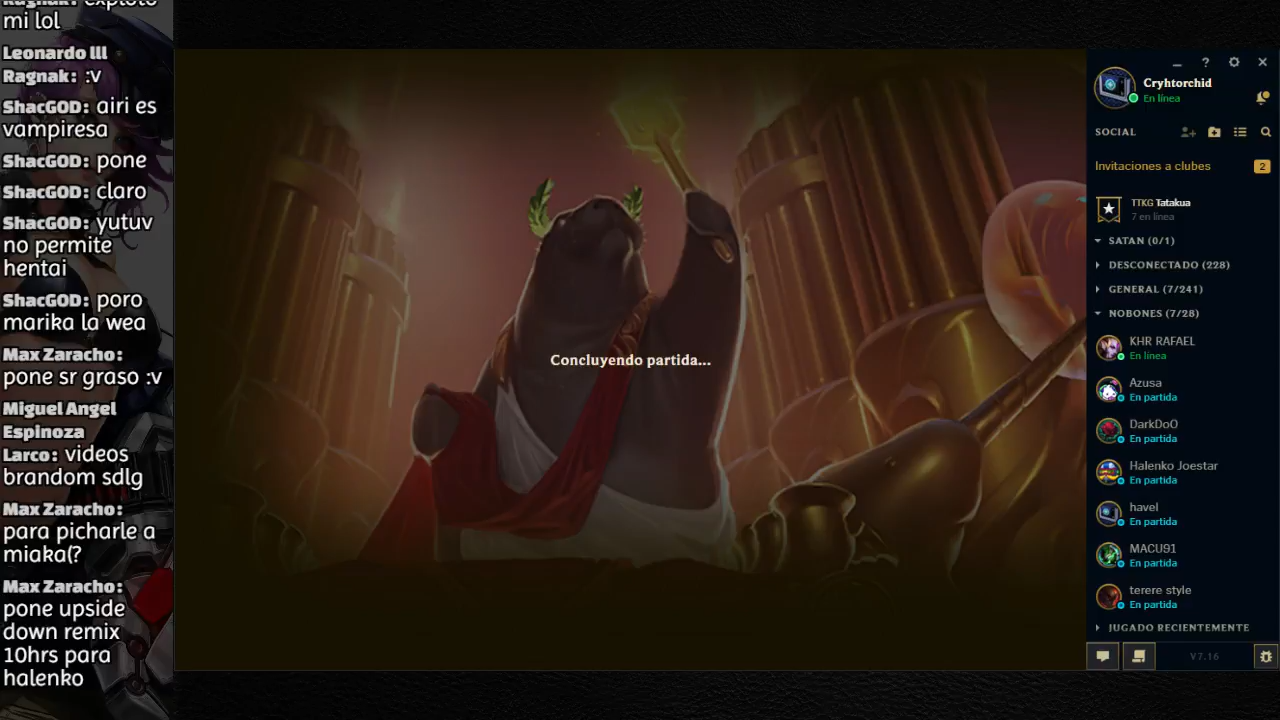 Ragnak: exploto
mi lol
Leonardo lll
Ragnak: :v
ShacGOD: airi es
vampiresa
ShacGOD: pone
ShacGOD: claro
ShacGOD: yutuv
no permite
hentai
ShacGOD: poro
marika la wea
Max Zaracho:
pone sr graso :v
Miguel Angel
Espinoza
Larco: videos
brandom sdlg
Max Zaracho:
para picharle a
miaka(?
Max Zaracho:
pone upside
down remix
10hrs para
halenko
Concluyendo partida...
Cryhtorchid
En línea
SOCIAL
Invitaciones a clubes 2
TTKG Tatakua
7 en línea
SATAN (0/1)
DESCONECTADO (228)
GENERAL (7/241)
NOBONES (7/28)
KHR RAFAEL
En línea
Azusa
En partida
DarkDoO
En partida
Halenko Joestar
En partida
havel
En partida
MACU91
En partida
terere style
En partida
JUGADO RECIENTEMENTE
V7.16